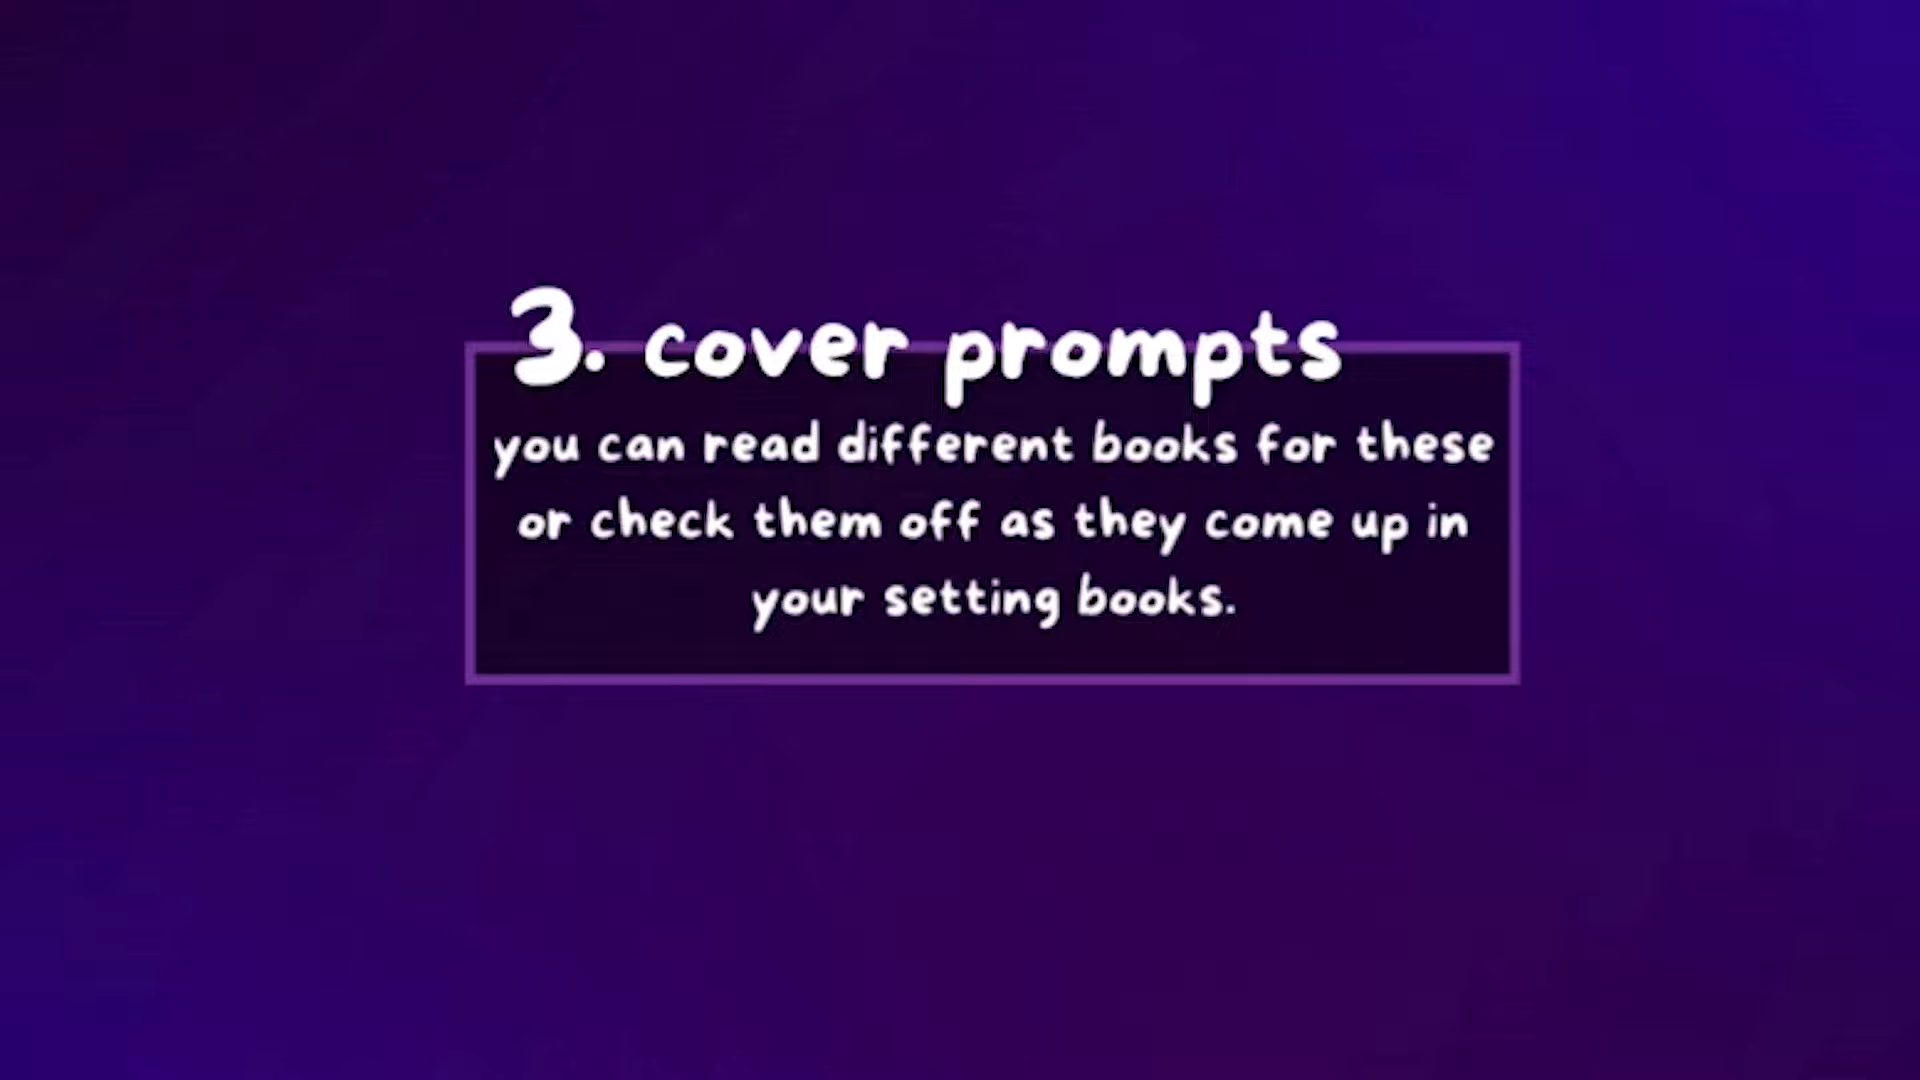 3. cover prompts
you can read different books for these
or check them off as they come up in
your setting books.